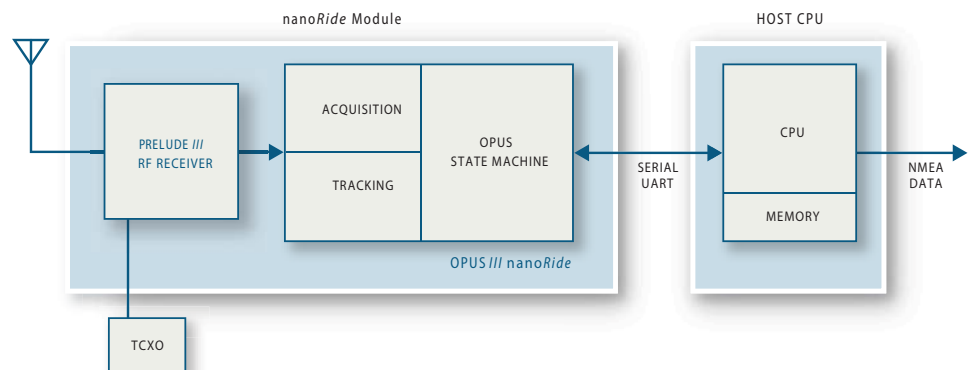 nanoRide Module
HOST CPU
ACQUISITION
TRACKING
OPUS
STATE MACHINE
PRELUDE III
RF RECEIVER
CPU
MEMORY
SERIAL
UART
NMEA
DATA
OPUS III nanoRide
TCXO